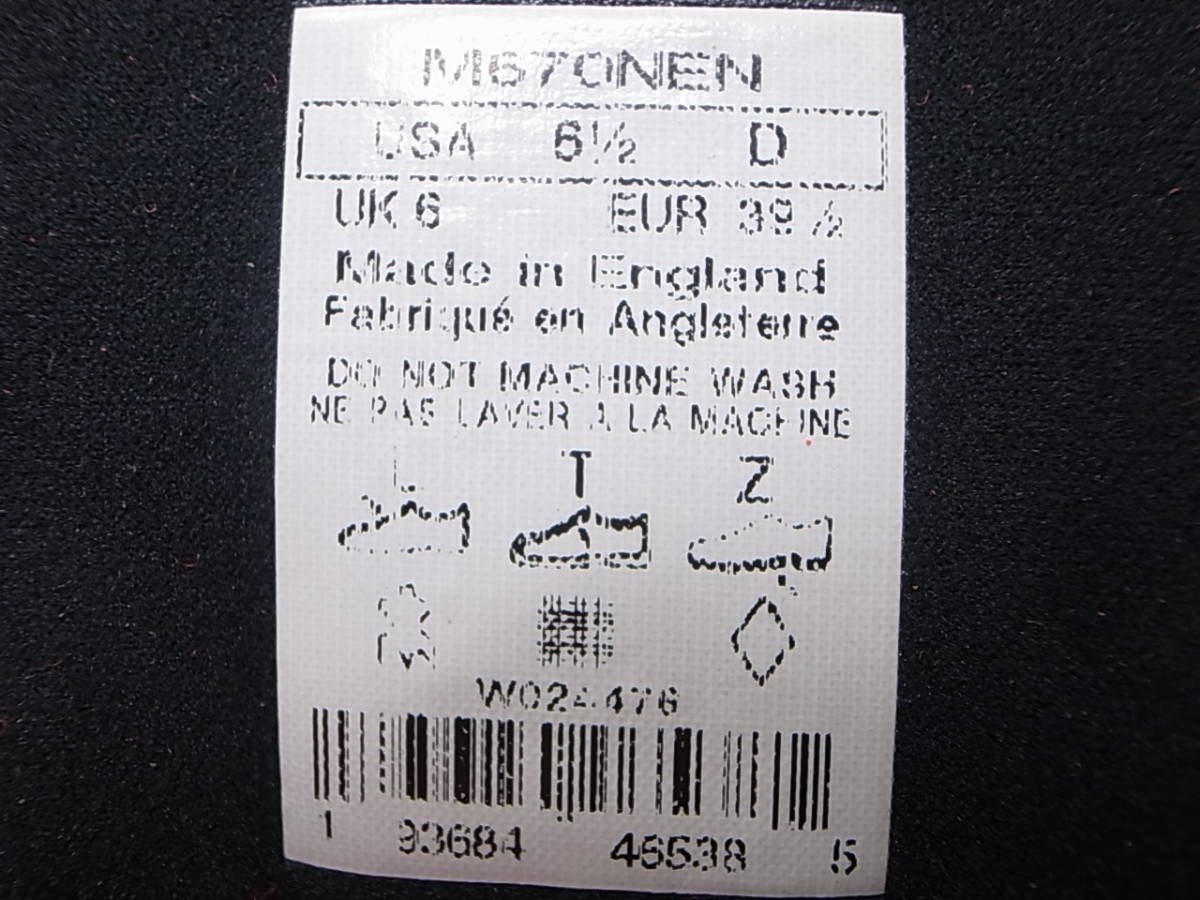 M670NEN
USA 6½ D
UK 6 EUR 39 ½
Made in England
Fabriqué en Angleterre
DO NOT MACHINE WASH
NE PAS LAVER À LA MACHINE
L T Z
W024476
1 93684 46538 5